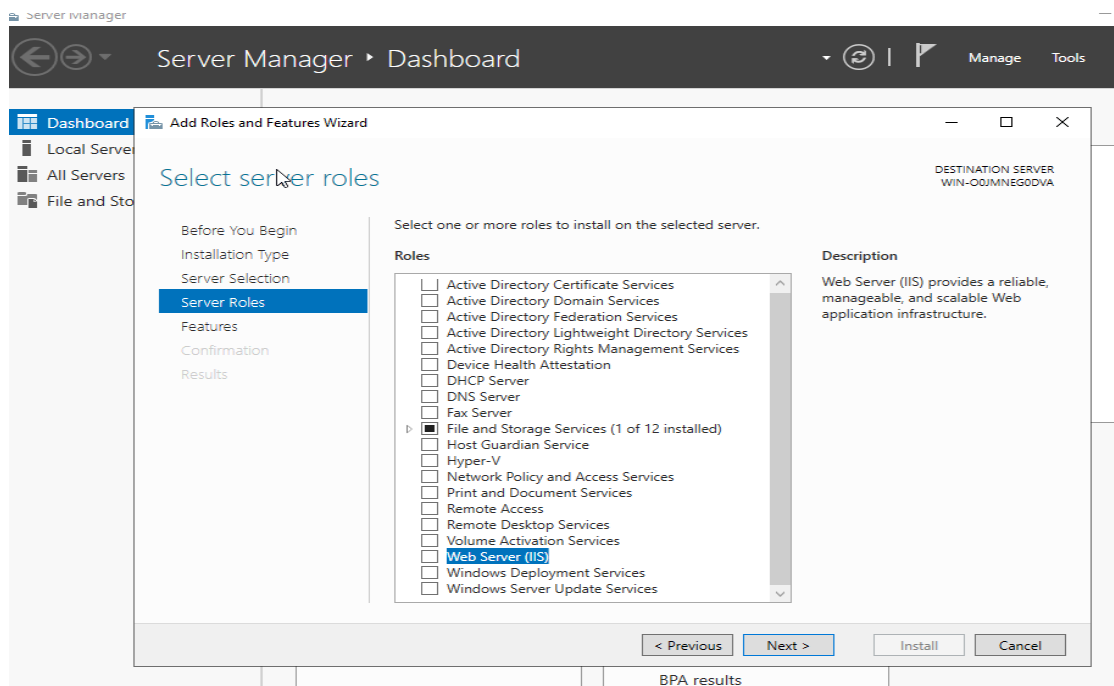 Server Manager
Server Manager ‣ Dashboard
Manage
Tools
Dashboard
Local Server
All Servers
File and Sto
Add Roles and Features Wizard
Select server roles
DESTINATION SERVER
WIN-O0JMNEG0DVA
Before You Begin
Installation Type
Server Selection
Server Roles
Features
Confirmation
Results
Select one or more roles to install on the selected server.
Roles
Active Directory Certificate Services
Active Directory Domain Services
Active Directory Federation Services
Active Directory Lightweight Directory Services
Active Directory Rights Management Services
Device Health Attestation
DHCP Server
DNS Server
Fax Server
File and Storage Services (1 of 12 installed)
Host Guardian Service
Hyper-V
Network Policy and Access Services
Print and Document Services
Remote Access
Remote Desktop Services
Volume Activation Services
Web Server (IIS)
Windows Deployment Services
Windows Server Update Services
Description
Web Server (IIS) provides a reliable,
manageable, and scalable Web
application infrastructure.
< Previous
Next >
Install
Cancel
BPA results